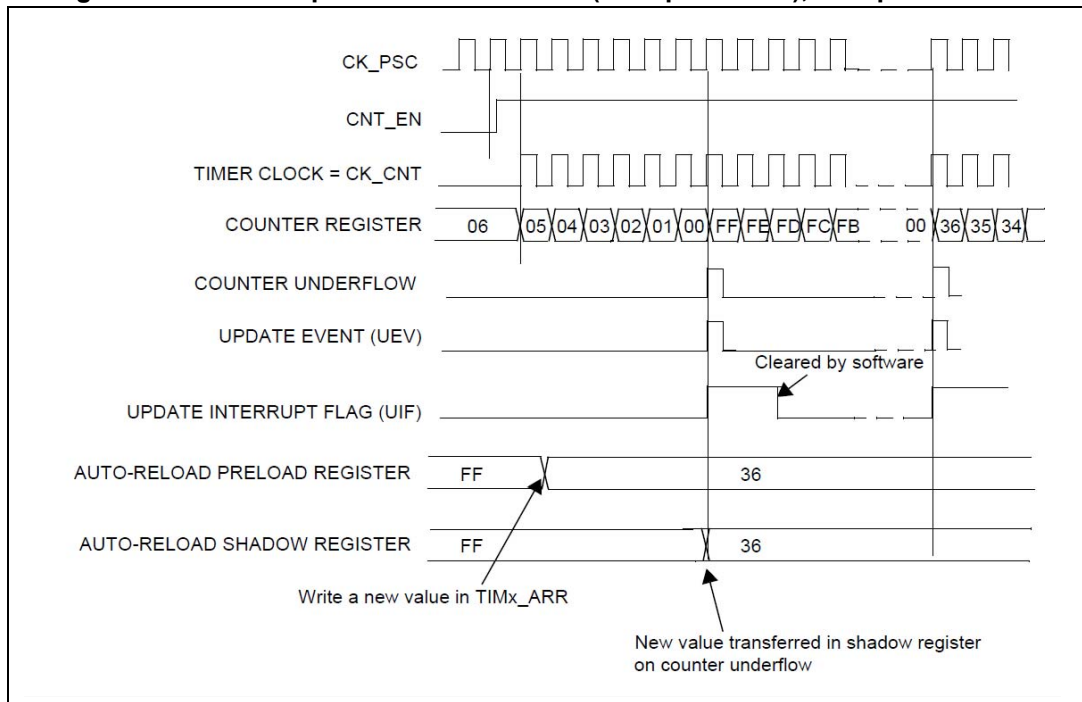 CK_PSC
CNT_EN
TIMER CLOCK = CK_CNT
COUNTER REGISTER 06 05 04 03 02 01 00 FF FE FD FC FB 00 36 35 34
COUNTER UNDERFLOW
UPDATE EVENT (UEV)
Cleared by software
UPDATE INTERRUPT FLAG (UIF)
AUTO-RELOAD PRELOAD REGISTER FF 36
AUTO-RELOAD SHADOW REGISTER FF 36
Write a new value in TIMx_ARR
New value transferred in shadow register
on counter underflow